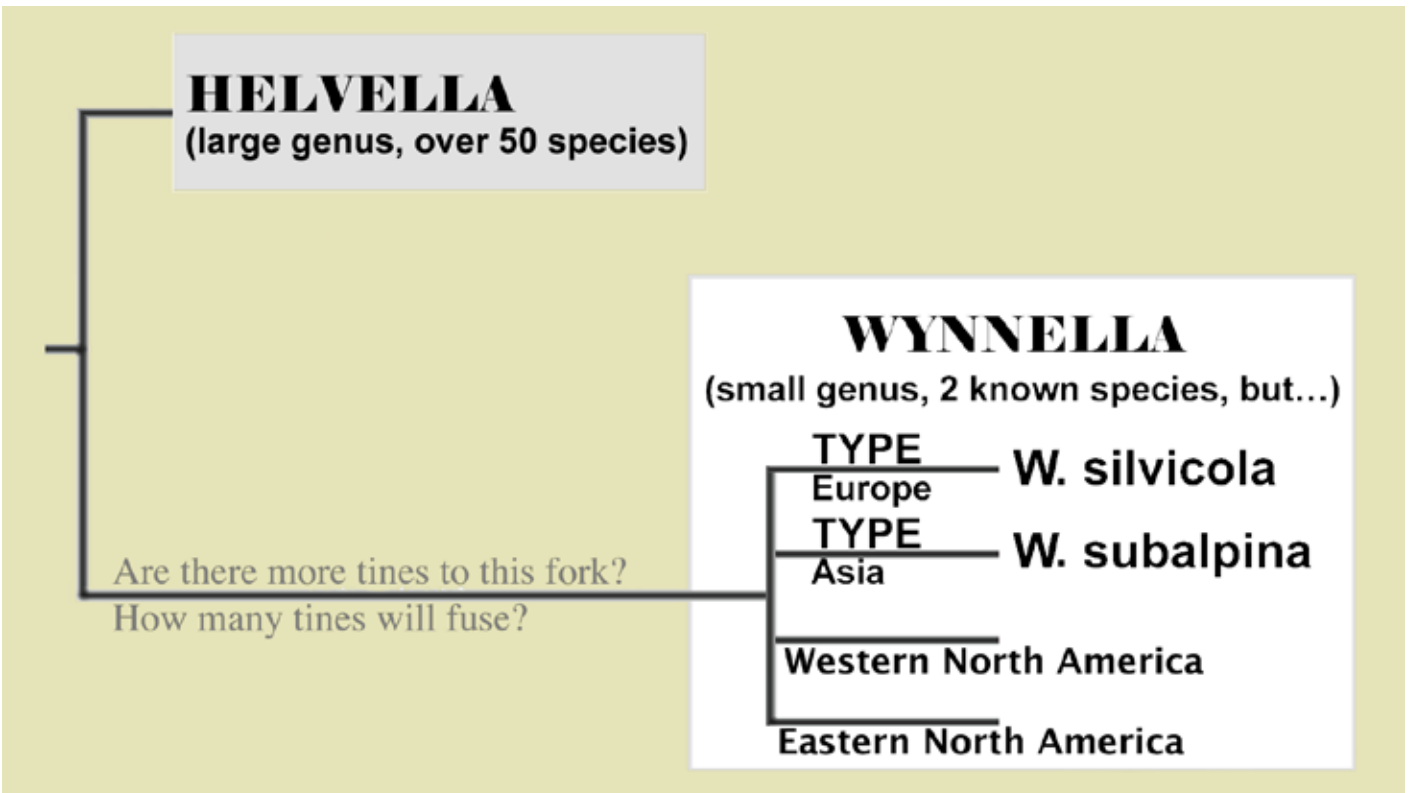 HELVELLA
(large genus, over 50 species)
WYNNELLA
(small genus, 2 known species, but...)
TYPE
Europe
W. silvicola
TYPE
Asia
W. subalpina
Are there more tines to this fork?
How many tines will fuse?
Western North America
Eastern North America